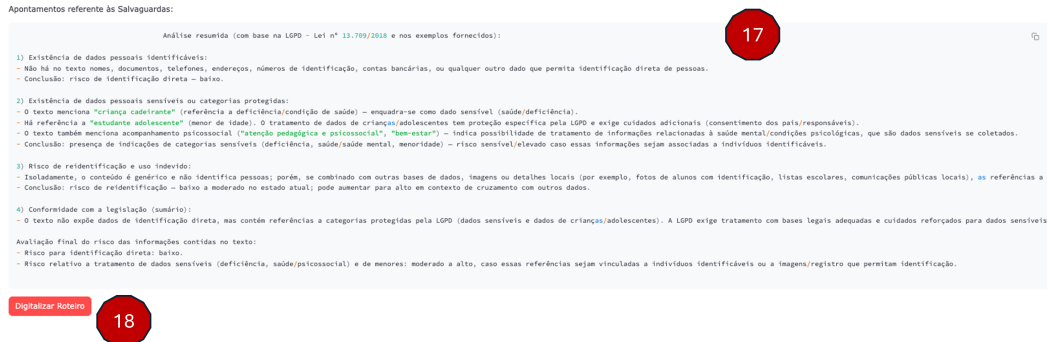 Apontamentos referente às Salvaguardas:
Análise resumida (com base na LGPD – Lei nº 13.709/2018 e nos exemplos fornecidos):
17
1) Existência de dados pessoais identificáveis:
– Não há no texto nomes, documentos, telefones, endereços, números de identificação, contas bancárias, ou qualquer outro dado que permita identificação direta de pessoas.
– Conclusão: risco de identificação direta — baixo.
2) Existência de dados pessoais sensíveis ou categorias protegidas:
– O texto menciona "criança cadeirante" (referência a deficiência/condição de saúde) — enquadra-se como dado sensível (saúde/deficiência).
– Há referência a "estudante adolescente" (menor de idade). O tratamento de dados de crianças/adolescentes tem proteção específica pela LGPD e exige cuidados adicionais (consentimento dos pais/responsáveis).
– O texto também menciona acompanhamento psicossocial ("atenção pedagógica e psicossocial", "bem-estar") — indica possibilidade de tratamento de informações relacionadas à saúde mental/condições psicológicas, que são dados sensíveis se coletados.
– Conclusão: presença de indicações de categorias sensíveis (deficiência, saúde/saúde mental, menoridade) — risco sensível/elevado caso essas informações sejam associadas a indivíduos identificáveis.
3) Risco de reidentificação e uso indevido:
– Isoladamente, o conteúdo é genérico e não identifica pessoas; porém, se combinado com outras bases de dados, imagens ou detalhes locais (por exemplo, fotos de alunos com identificação, listas escolares, comunicações públicas locais), as referências a
– Conclusão: risco de reidentificação — baixo a moderado no estado atual; pode aumentar para alto em contexto de cruzamento com outros dados.
4) Conformidade com a legislação (sumário):
– O texto não expõe dados de identificação direta, mas contém referências a categorias protegidas pela LGPD (dados sensíveis e dados de crianças/adolescentes). A LGPD exige tratamento com bases legais adequadas e cuidados reforçados para dados sensíveis
Avaliação final do risco das informações contidas no texto:
– Risco para identificação direta: baixo.
– Risco relativo a tratamento de dados sensíveis (deficiência, saúde/psicossocial) e de menores: moderado a alto, caso essas referências sejam vinculadas a indivíduos identificáveis ou a imagens/registro que permitam identificação.
Digitalizar Roteiro
18